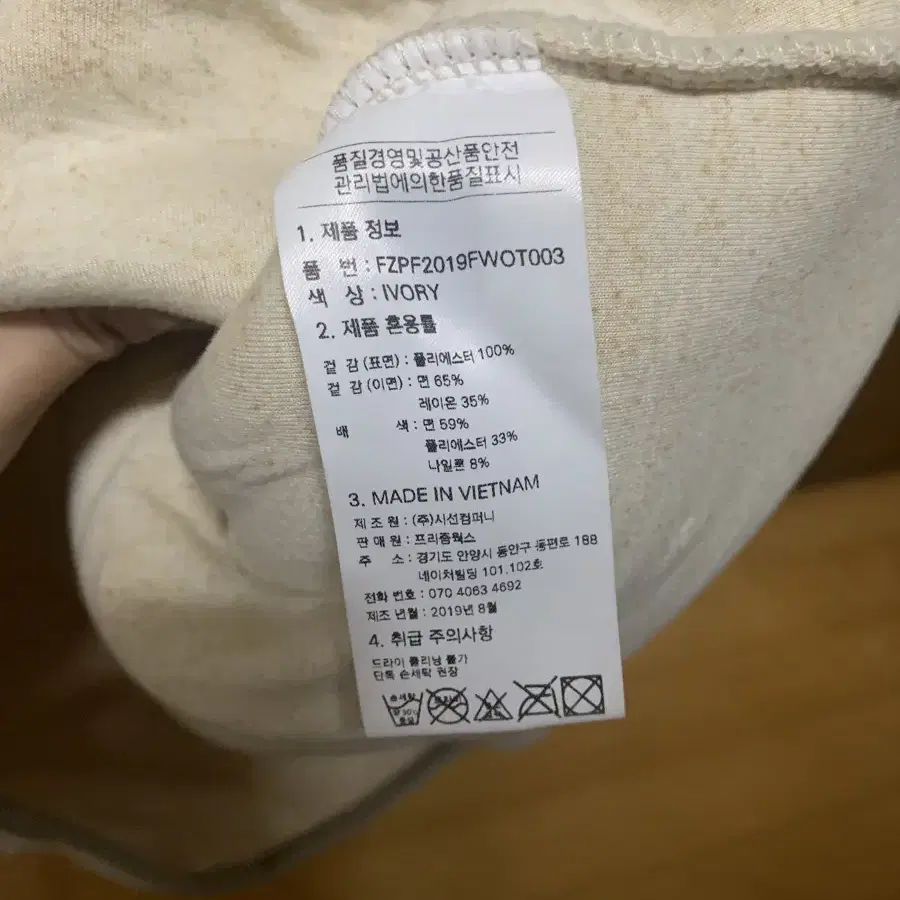 품질경영및공산품안전
관리법에의한품질표시
1. 제품 정보
품 번 : FZPF2019FWOT003
색 상 : IVORY
2. 제품 혼용률
겉 감 (표면) : 폴리에스터 100%
겉 감 (이면) : 면 65%
레이온 35%
배 색 : 면 59%
폴리에스터 33%
나일론 8%
3. MADE IN VIETNAM
제 조 원 : (주)시선컴퍼니
판 매 원 : 프리즘웍스
주 소 : 경기도 안양시 동안구 동편로 188
네이처빌딩 101.102호
전화 번호 : 070 4063 4692
제조 년월 : 2019년 8월
4. 취급 주의사항
드라이 클리닝 불가
단독 손세탁 권장
손세탁